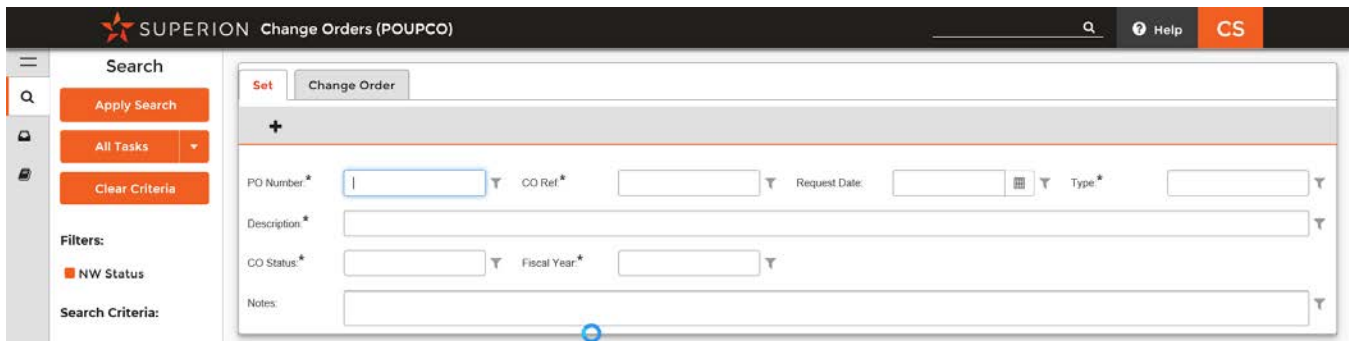 SUPERION Change Orders (POUPCO) Help CS
Search
Apply Search
All Tasks
Clear Criteria
Filters:
NW Status
Search Criteria:
Set Change Order
PO Number:* CO Ref:* Request Date: Type:*
Description:*
CO Status:* Fiscal Year:*
Notes: